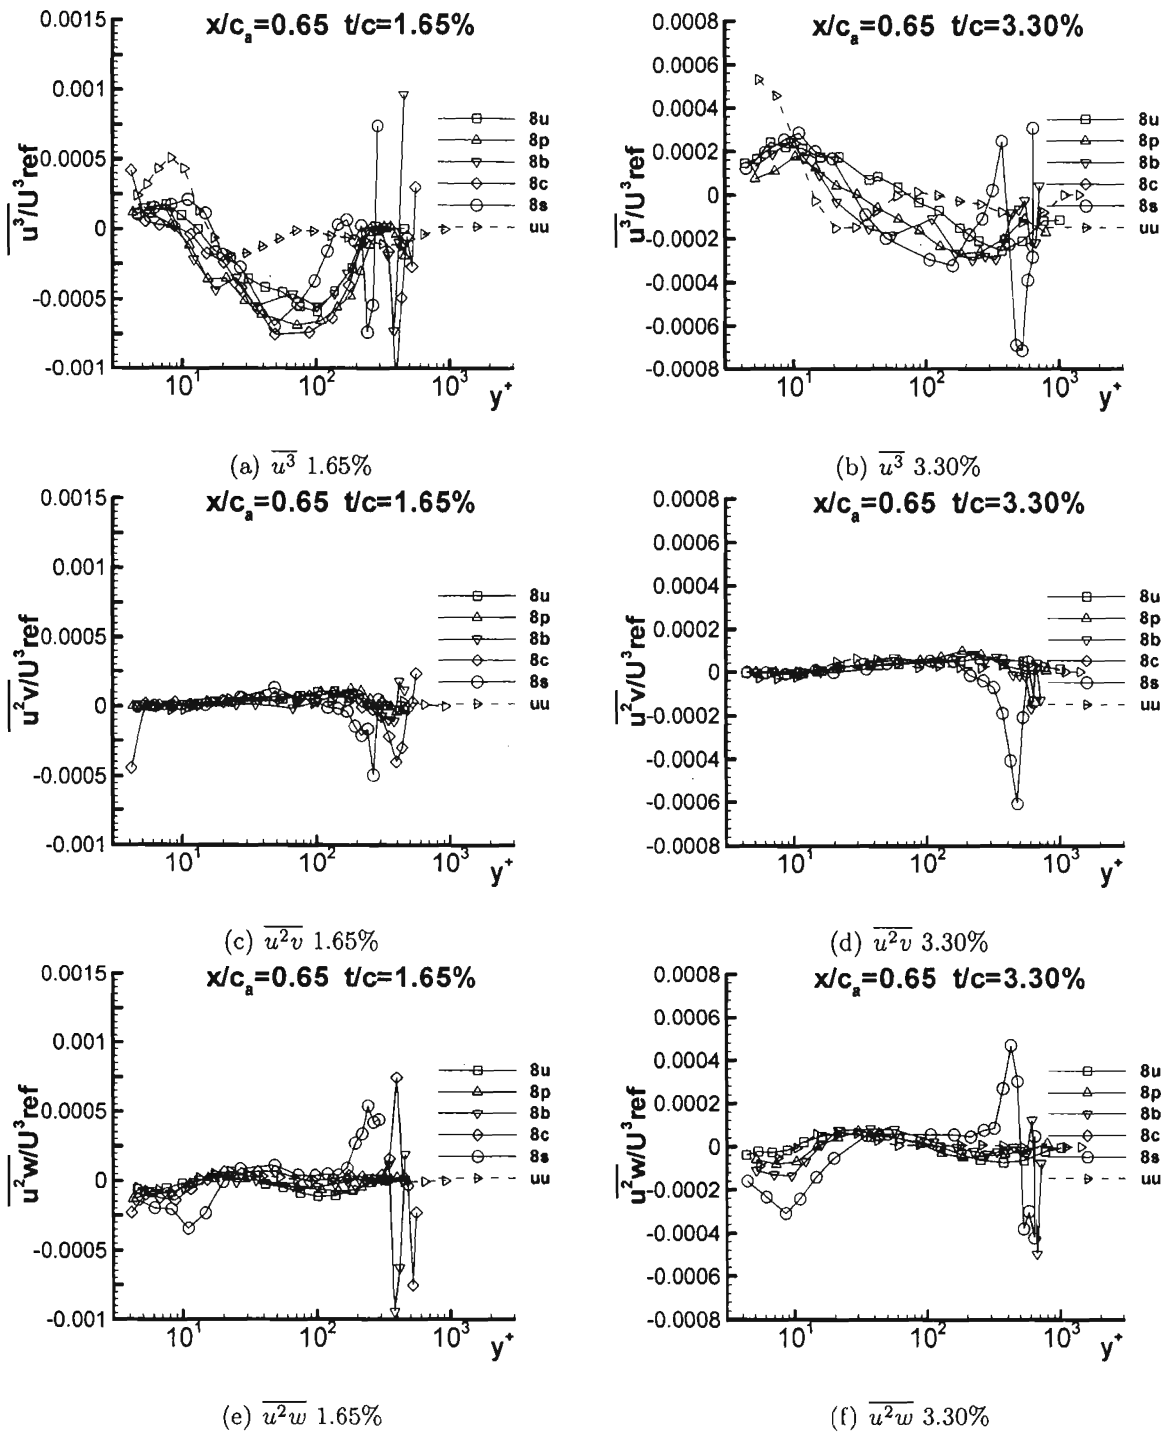 x/cₐ=0.65 t/c=1.65%
0.0015
0.001
0.0005
0
-0.0005
-0.001
u³/U³ref
10¹
10²
10³
y⁺
8u
8p
8b
8c
8s
uu
(a) u³ 1.65%
x/cₐ=0.65 t/c=3.30%
0.0008
0.0006
0.0004
0.0002
0
-0.0002
-0.0004
-0.0006
-0.0008
u³/U³ref
10¹
10²
10³
y⁺
8u
8p
8b
8c
8s
uu
(b) u³ 3.30%
x/cₐ=0.65 t/c=1.65%
0.0015
0.001
0.0005
0
-0.0005
-0.001
u²v/U³ref
10¹
10²
10³
y⁺
8u
8p
8b
8c
8s
uu
(c) u²v 1.65%
x/cₐ=0.65 t/c=3.30%
0.0008
0.0006
0.0004
0.0002
0
-0.0002
-0.0004
-0.0006
-0.0008
u²v/U³ref
10¹
10²
10³
y⁺
8u
8p
8b
8c
8s
uu
(d) u²v 3.30%
x/cₐ=0.65 t/c=1.65%
0.0015
0.001
0.0005
0
-0.0005
-0.001
u²w/U³ref
10¹
10²
10³
y⁺
8u
8p
8b
8c
8s
uu
(e) u²w 1.65%
x/cₐ=0.65 t/c=3.30%
0.0008
0.0006
0.0004
0.0002
0
-0.0002
-0.0004
-0.0006
-0.0008
u²w/U³ref
10¹
10²
10³
y⁺
8u
8p
8b
8c
8s
uu
(f) u²w 3.30%